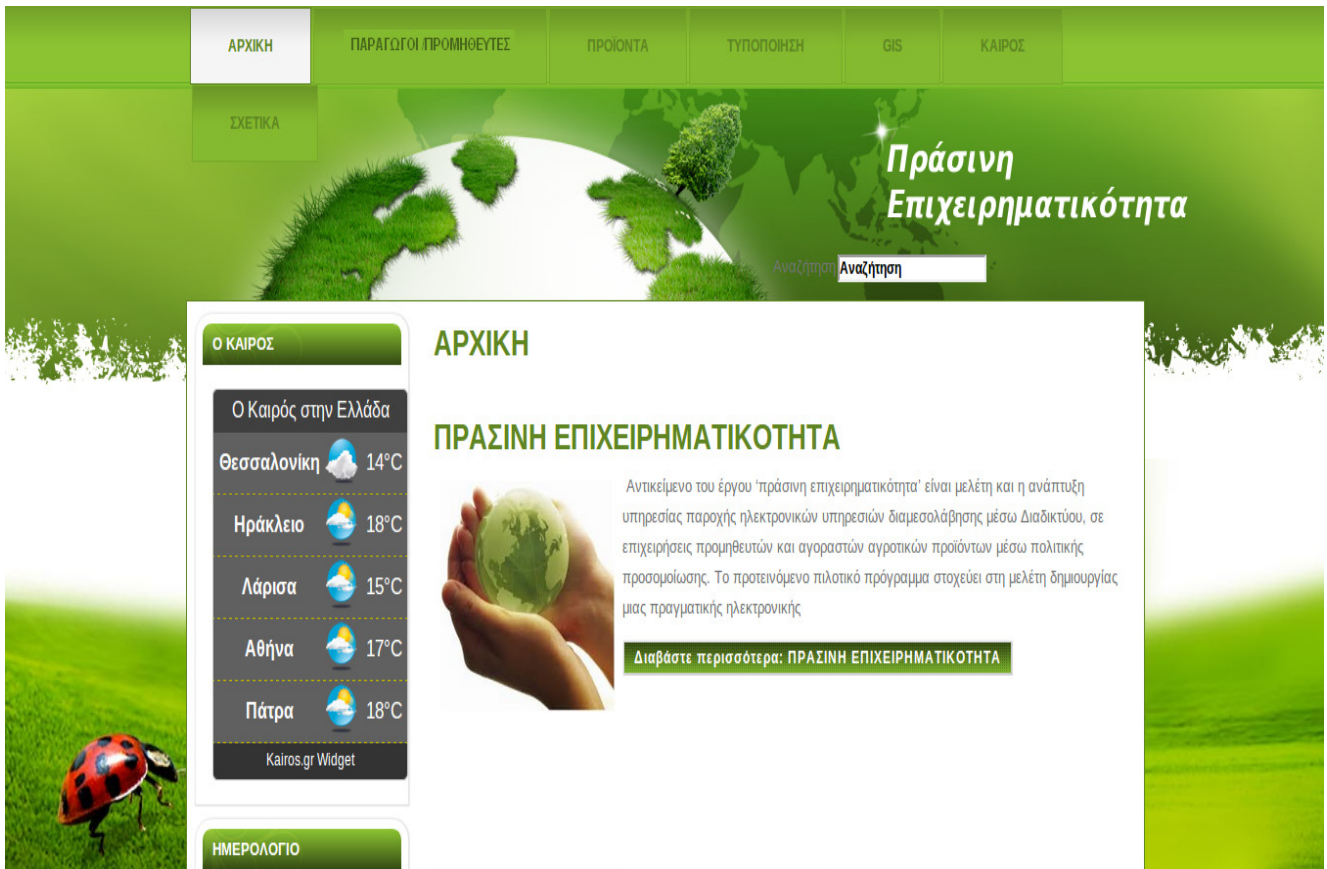 ΑΡΧΙΚΗ
ΠΑΡΑΓΩΓΟΙ /ΠΡΟΜΗΘΕΥΤΕΣ
ΠΡΟΪΟΝΤΑ
ΤΥΠΟΠΟΙΗΣΗ
GIS
ΚΑΙΡΟΣ
ΣΧΕΤΙΚΑ
Πράσινη
Επιχειρηματικότητα
Αναζήτηση Αναζήτηση
Ο ΚΑΙΡΟΣ
Ο Καιρός στην Ελλάδα
Θεσσαλονίκη 14°C
Ηράκλειο 18°C
Λάρισα 15°C
Αθήνα 17°C
Πάτρα 18°C
Kairos.gr Widget
ΗΜΕΡΟΛΟΓΙΟ
ΑΡΧΙΚΗ
ΠΡΑΣΙΝΗ ΕΠΙΧΕΙΡΗΜΑΤΙΚΟΤΗΤΑ
Αντικείμενο του έργου ‘πράσινη επιχειρηματικότητα’ είναι μελέτη και η ανάπτυξη
υπηρεσίας παροχής ηλεκτρονικών υπηρεσιών διαμεσολάβησης μέσω Διαδικτύου, σε
επιχειρήσεις προμηθευτών και αγοραστών αγροτικών προϊόντων μέσω πολιτικής
προσομοίωσης. Το προτεινόμενο πιλοτικό πρόγραμμα στοχεύει στη μελέτη δημιουργίας
μιας πραγματικής ηλεκτρονικής
Διαβάστε περισσότερα: ΠΡΑΣΙΝΗ ΕΠΙΧΕΙΡΗΜΑΤΙΚΟΤΗΤΑ